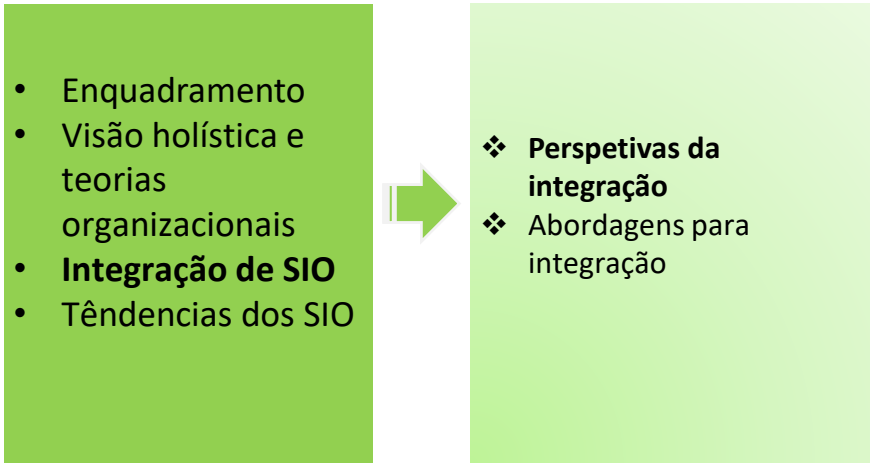 • Enquadramento
• Visão holística e
teorias
organizacionais
• Integração de SIO
• Têndencias dos SIO
❖ Perspetivas da
integração
❖ Abordagens para
integração